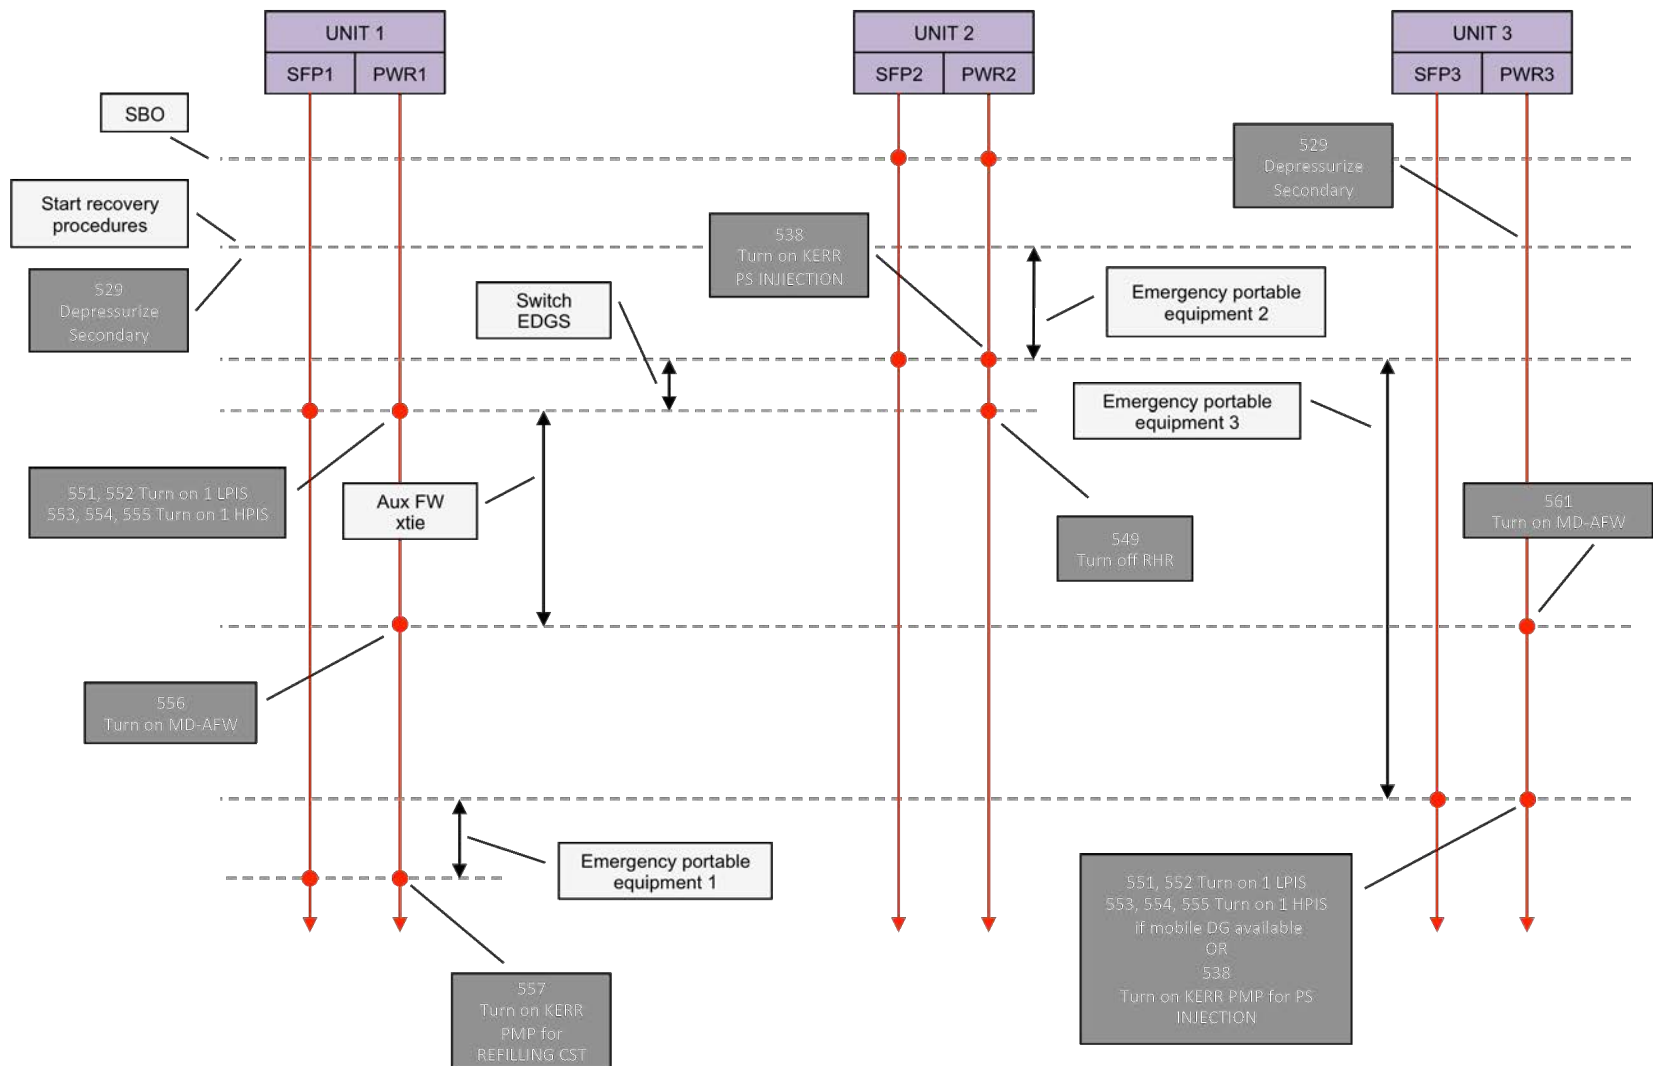 UNIT 1
SFP1 PWR1
UNIT 2
SFP2 PWR2
UNIT 3
SFP3 PWR3
SBO
Start recovery
procedures
529
Depressurize
Secondary
529
Depressurize
Secondary
538
Turn on KERR
PS INJIECTION
Switch
EDGS
Emergency portable
equipment 2
Emergency portable
equipment 3
551, 552 Turn on 1 LPIS
553, 554, 555 Turn on 1 HPIS
Aux FW
xtie
549
Turn off RHR
561
Turn on MD-AFW
556
Turn on MD-AFW
Emergency portable
equipment 1
557
Turn on KERR
PMP for
REFILLING CST
551, 552 Turn on 1 LPIS
553, 554, 555 Turn on 1 HPIS
if mobile DG available
OR
538
Turn on KERR PMP for PS
INJECTION